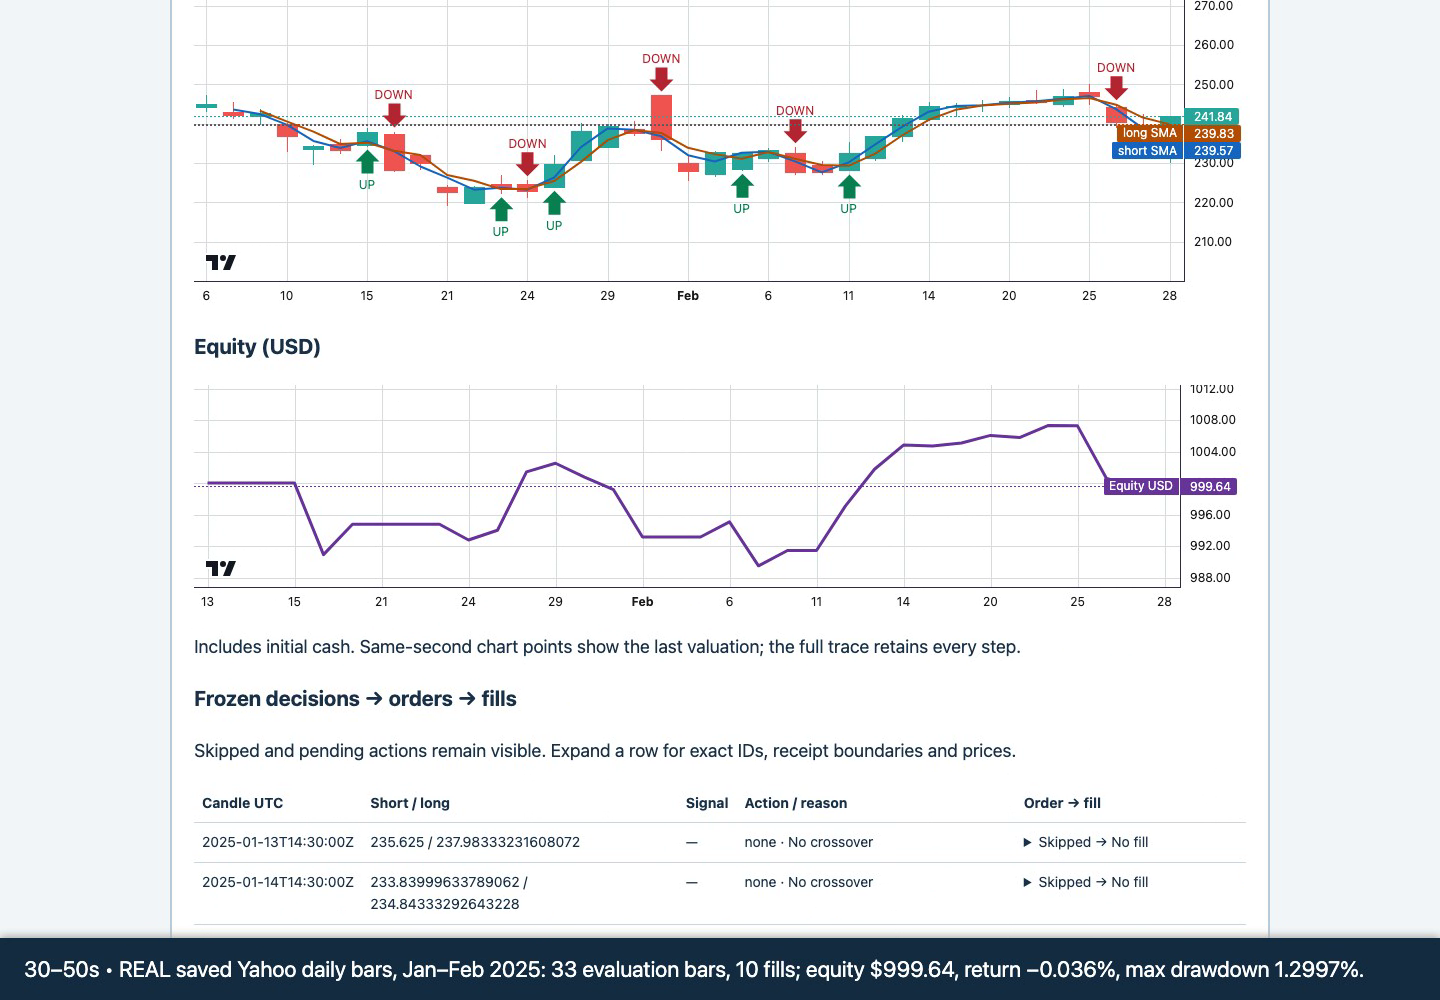 270.00
260.00
DOWN
DOWN
250.00
DOWN
DOWN
241.84
long SMA 239.83
DOWN
short SMA 239.57
230.00
UP
220.00
UP
UP
UP
UP
210.00
6 10 15 21 24 29 Feb 6 11 14 20 25 28
Equity (USD)
1012.00
1008.00
1004.00
Equity USD 999.64
996.00
992.00
988.00
13 15 21 24 29 Feb 6 11 14 20 25 28
Includes initial cash. Same-second chart points show the last valuation; the full trace retains every step.
Frozen decisions → orders → fills
Skipped and pending actions remain visible. Expand a row for exact IDs, receipt boundaries and prices.
Candle UTC Short / long Signal Action / reason Order → fill
2025-01-13T14:30:00Z 235.625 / 237.98333231608072 — none · No crossover ▶ Skipped → No fill
2025-01-14T14:30:00Z 233.83999633789062 / — none · No crossover ▶ Skipped → No fill
234.84333292643228
30–50s • REAL saved Yahoo daily bars, Jan–Feb 2025: 33 evaluation bars, 10 fills; equity $999.64, return −0.036%, max drawdown 1.2997%.